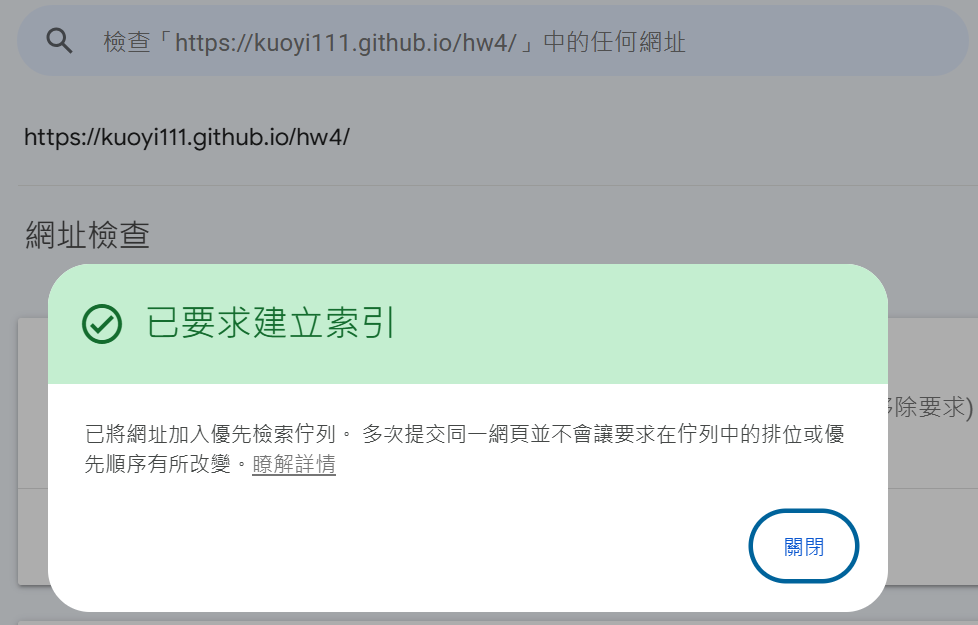 檢查「https://kuoyi111.github.io/hw4/」中的任何網址
https://kuoyi111.github.io/hw4/
網址檢查
已要求建立索引
除要求)
已將網址加入優先檢索佇列。 多次提交同一網頁並不會讓要求在佇列中的排位或優
先順序有所改變。瞭解詳情
關閉